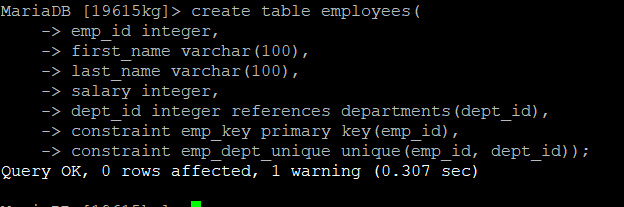 MariaDB [19615kg]> create table employees(
-> emp_id integer,
-> first_name varchar(100),
-> last_name varchar(100),
-> salary integer,
-> dept_id integer references departments(dept_id),
-> constraint emp_key primary key(emp_id),
-> constraint emp_dept_unique unique(emp_id, dept_id));
Query OK, 0 rows affected, 1 warning (0.307 sec)